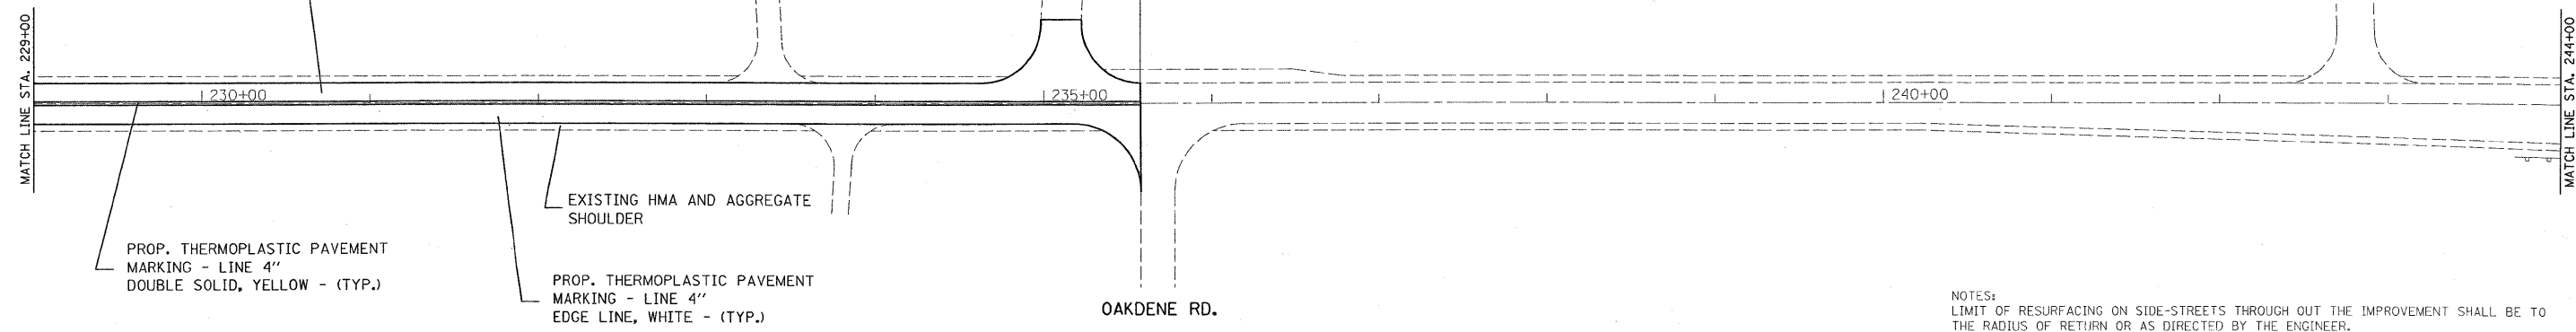 MATCH LINE STA. 229+00
230+00
235+00
240+00
MATCH LINE STA. 244+00
EXISTING HMA AND AGGREGATE
SHOULDER
PROP. THERMOPLASTIC PAVEMENT
MARKING - LINE 4"
DOUBLE SOLID, YELLOW - (TYP.)
PROP. THERMOPLASTIC PAVEMENT
MARKING - LINE 4"
EDGE LINE, WHITE - (TYP.)
OAKDENE RD.
NOTES:
LIMIT OF RESURFACING ON SIDE-STREETS THROUGH OUT THE IMPROVEMENT SHALL BE TO
THE RADIUS OF RETURN OR AS DIRECTED BY THE ENGINEER.